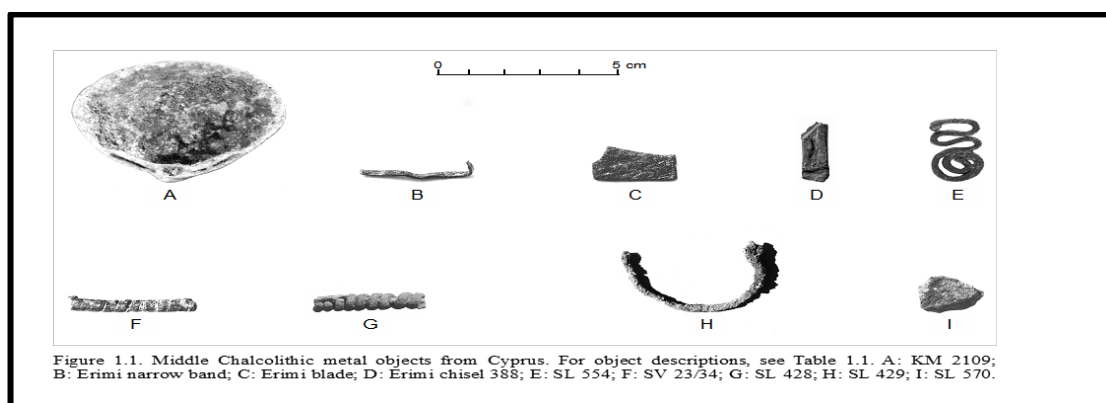 0 5 cm
A B C D E
F G H I
Figure 1.1. Middle Chalcolithic metal objects from Cyprus. For object descriptions, see Table 1.1. A: KM 2109;
B: Erimi narrow band; C: Erimi blade; D: Erimi chisel 388; E: SL 554; F: SV 23/34; G: SL 428; H: SL 429; I: SL 570.